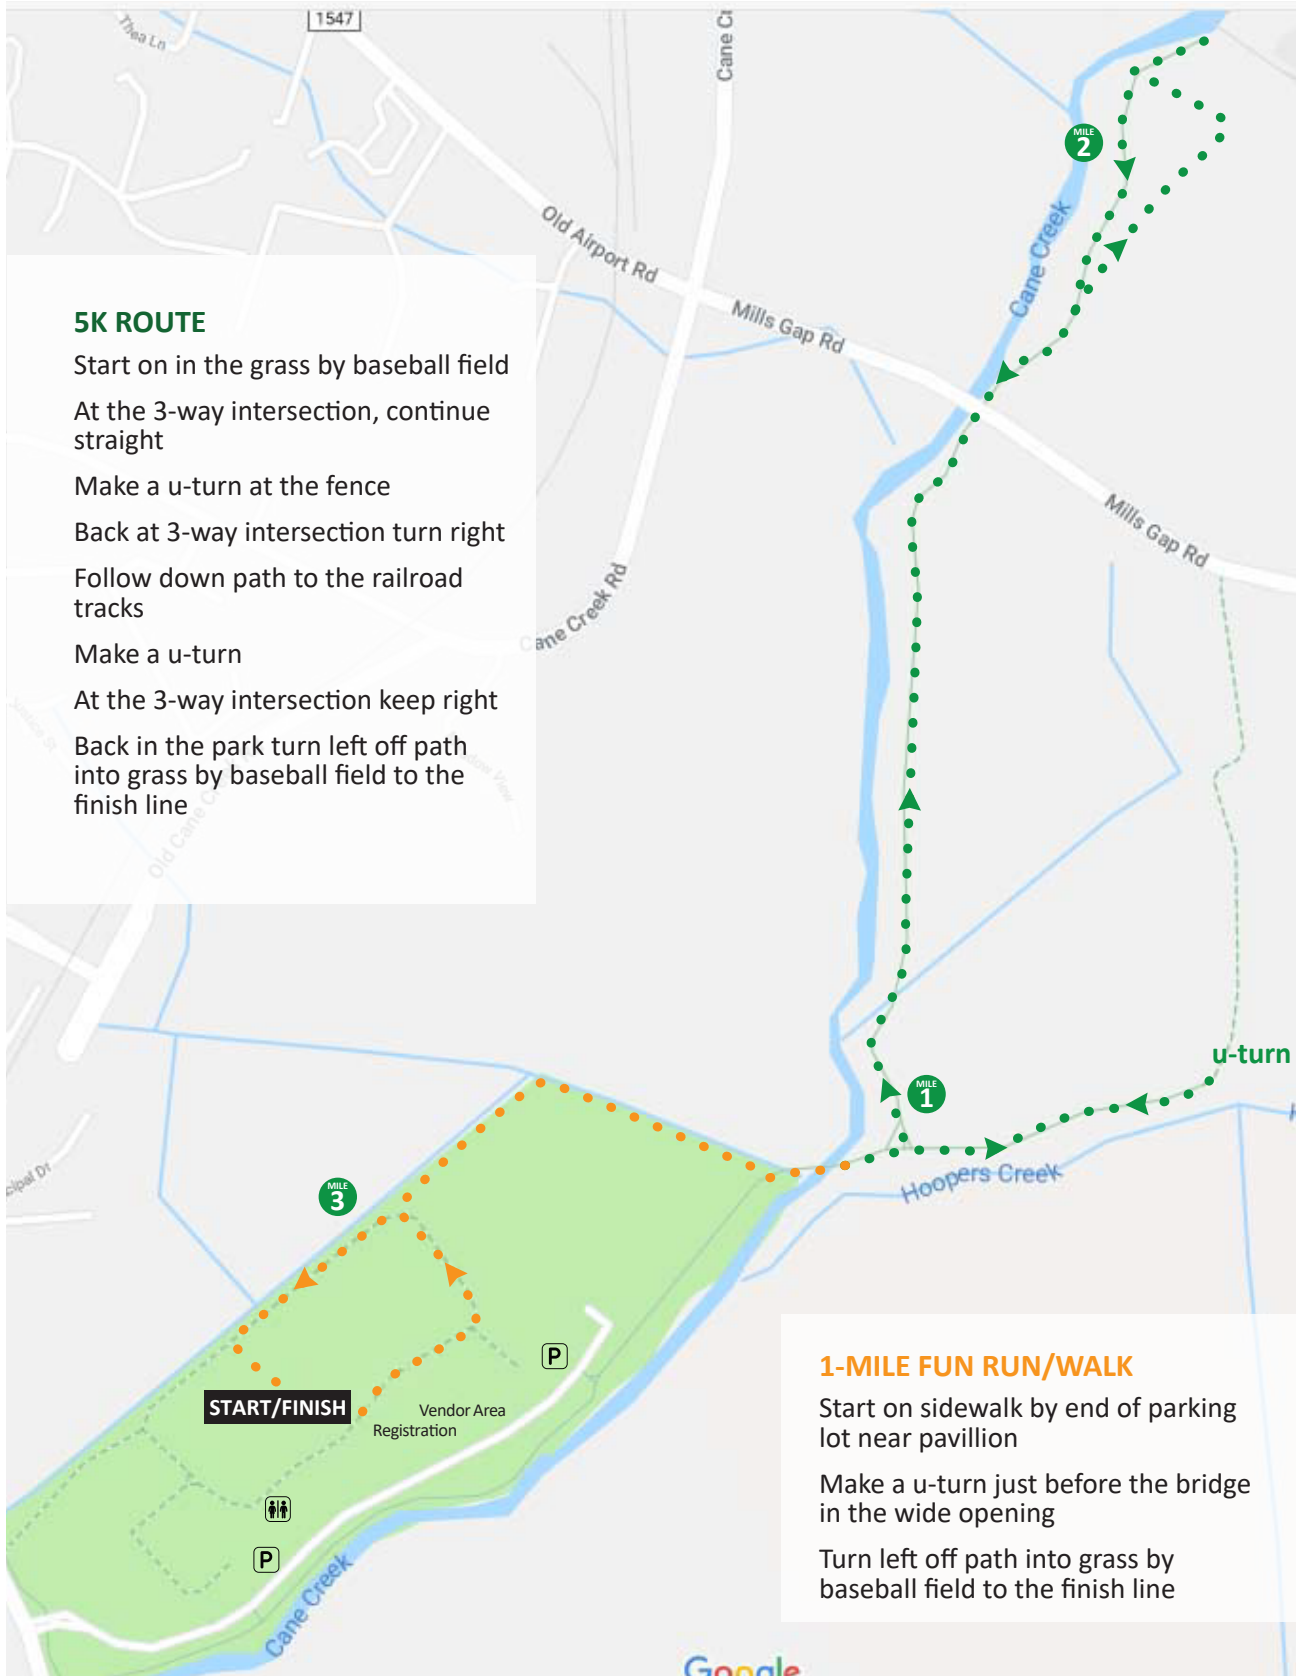 1547
Thea Ln
Cane C
MILE
2
Old Airport Rd
Cane Creek
Mills Gap Rd
5K ROUTE
Start on in the grass by baseball field
At the 3-way intersection, continue
straight
Make a u-turn at the fence
Back at 3-way intersection turn right
Follow down path to the railroad
tracks
Make a u-turn
At the 3-way intersection keep right
Back in the park turn left off path
into grass by baseball field to the
finish line
Mills Gap Rd
Cane Creek Rd
Old Cane Creek
u-turn
MILE
1
Hoopers Creek
cipal Dr
MILE
3
START/FINISH
Vendor Area
Registration
P
P
Cane Creek
1-MILE FUN RUN/WALK
Start on sidewalk by end of parking
lot near pavillion
Make a u-turn just before the bridge
in the wide opening
Turn left off path into grass by
baseball field to the finish line
Google